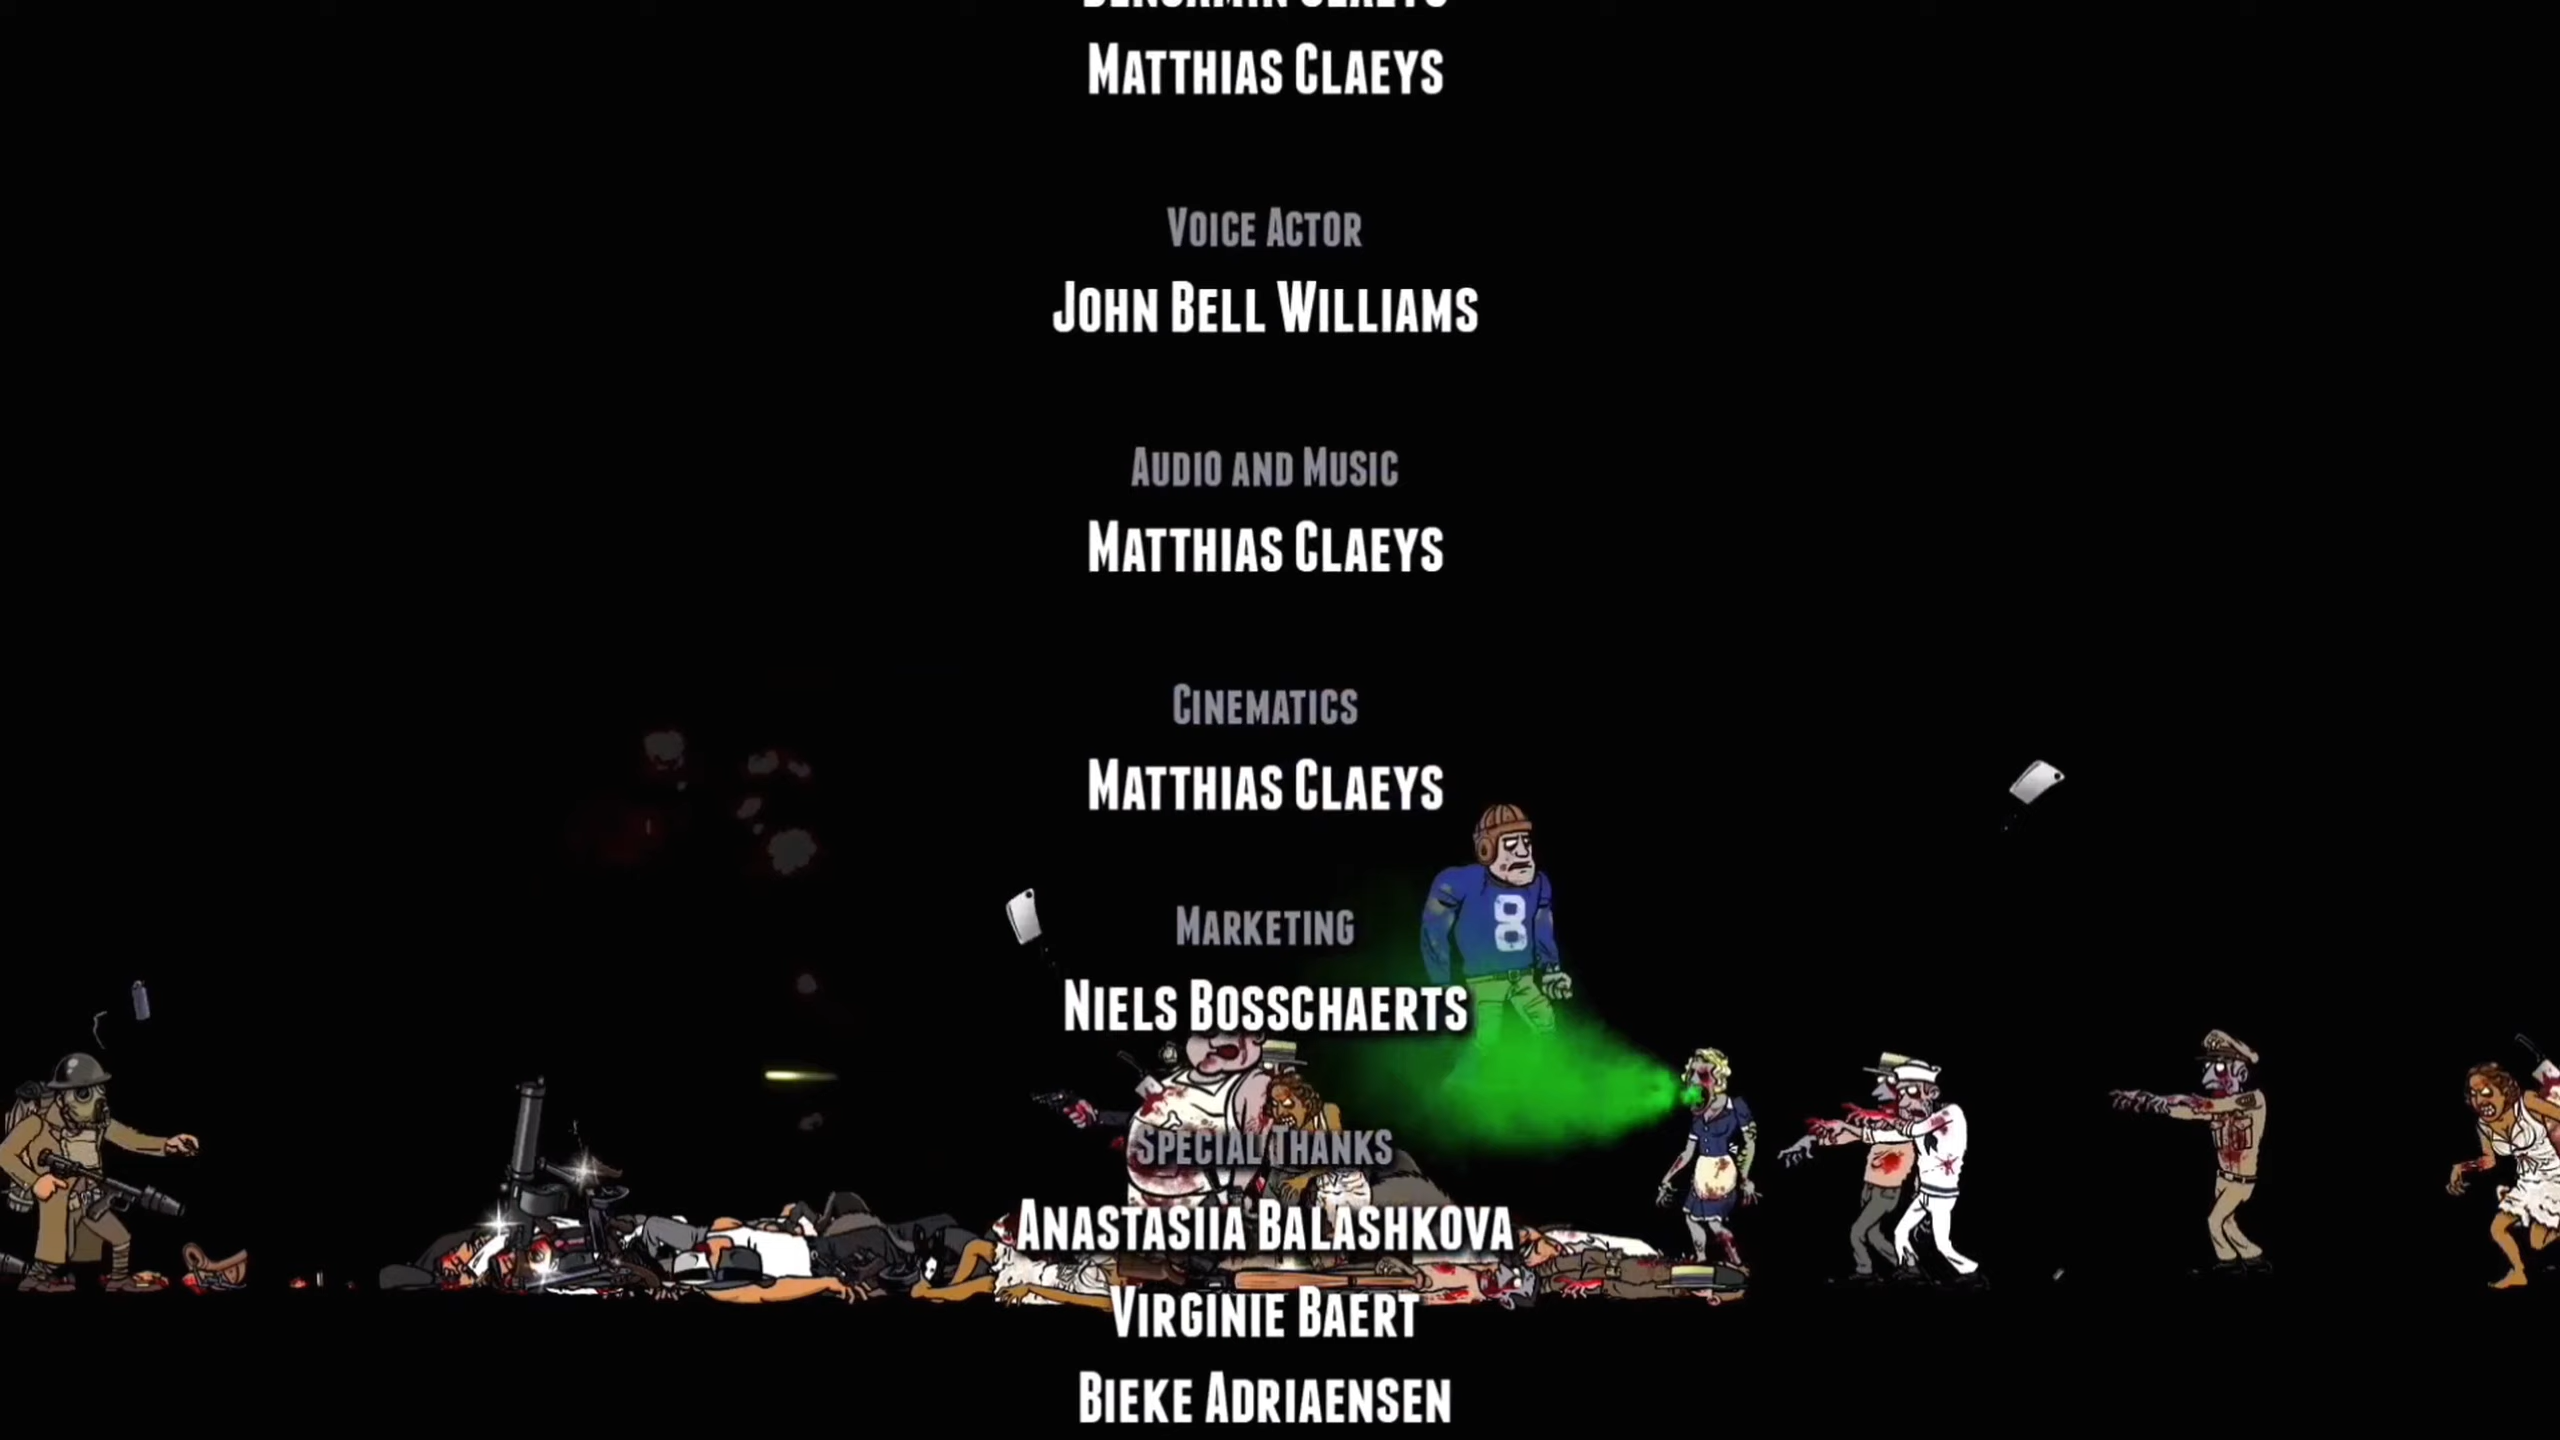 Matthias Claeys
Voice Actor
John Bell Williams
Audio and Music
Matthias Claeys
Cinematics
Matthias Claeys
Marketing
8
Niels Bosschaerts
Special Thanks
Anastasiia Balashkova
Virginie Baert
Bieke Adriaensen